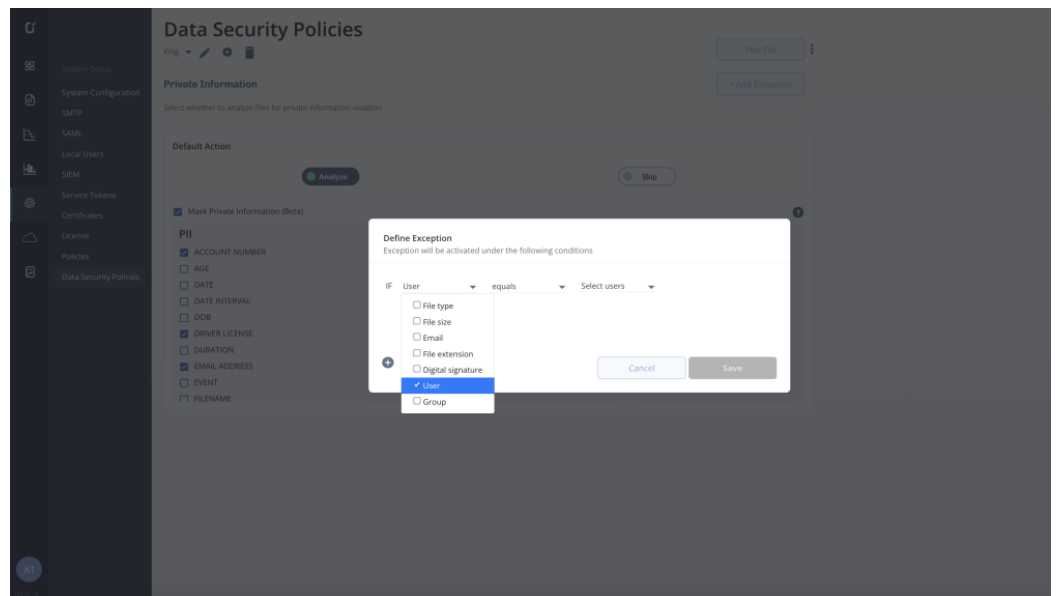 Data Security Policies
King
Test File
System Setup
System Configuration
SMTP
SAML
Local Users
SIEM
Service Tokens
Certificates
License
Policies
Data Security Policies
Private Information
+ Add Exception
Select whether to analyze files for private information violation
Default Action
Analyze
Skip
Mask Private Information (Beta)
?
PII
ACCOUNT NUMBER
AGE
DATE
DATE INTERVAL
DOB
DRIVER LICENSE
DURATION
EMAIL ADDRESS
EVENT
FILENAME
Define Exception
Exception will be activated under the following conditions
IF User equals Select users
File type
File size
Email
File extension
Digital signature
User
Group
Cancel
Save
KI